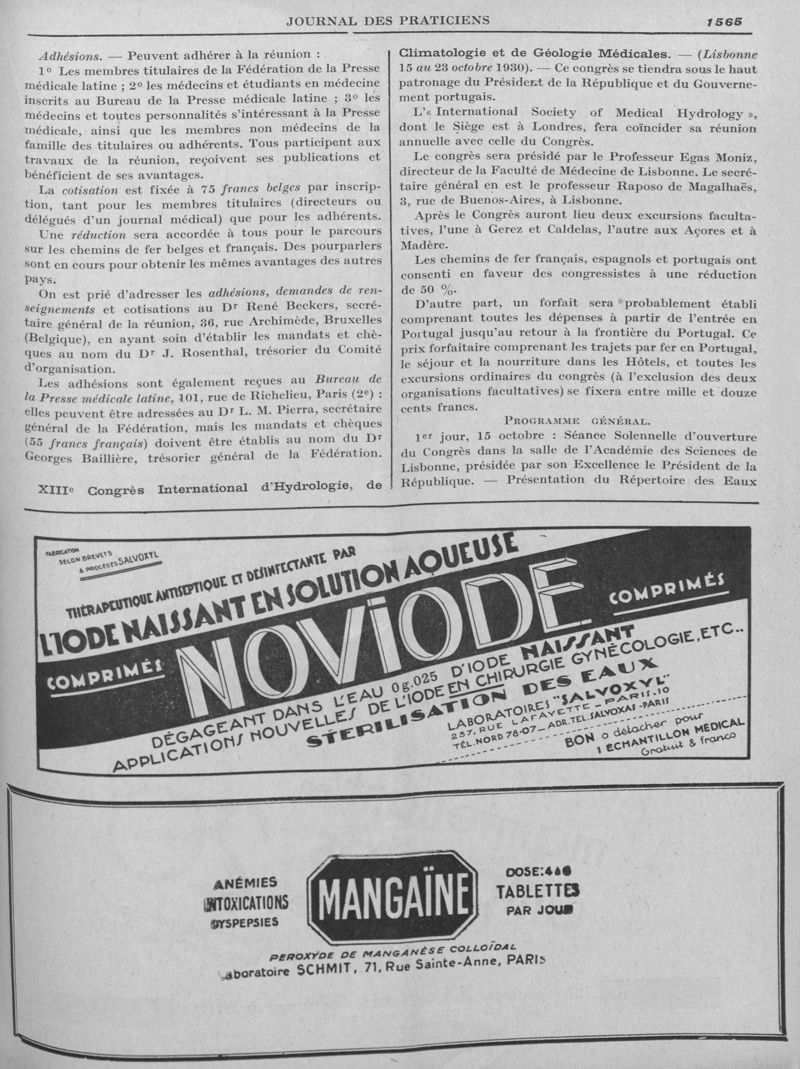 JOURNAL DES PRATICIENS
1565
Adhésions. — Peuvent adhérer à la réunion :
1º Les membres titulaires de la Fédération de la Presse
médicale latine ; 2º les médecins et étudiants en médecine
inscrits au Bureau de la Presse médicale latine ; 3º les
médecins et toutes personnalités s'intéressant à la Presse
médicale, ainsi que les membres non médecins de la
famille des titulaires ou adhérents. Tous participent aux
travaux de la réunion, reçoivent ses publications et
bénéficient de ses avantages.
La cotisation est fixée à 75 francs belges par inscrip-
tion, tant pour les membres titulaires (directeurs ou
délégués d'un journal médical) que pour les adhérents.
Une réduction sera accordée à tous pour le parcours
sur les chemins de fer belges et français. Des pourparlers
sont en cours pour obtenir les mêmes avantages des autres
pays.
On est prié d'adresser les adhésions, demandes de ren-
seignements et cotisations au Dr René Beckers, secré-
taire général de la réunion, 36, rue Archimède, Bruxelles
(Belgique), en ayant soin d'établir les mandats et chè-
ques au nom du Dr J. Rosenthal, trésorier du Comité
d'organisation.
Les adhésions sont également reçues au Bureau de
la Presse médicale latine, 101, rue de Richelieu, Paris (2e) :
elles peuvent être adressées au Dr L. M. Pierra, secrétaire
général de la Fédération, mais les mandats et chèques
(55 francs français) doivent être établis au nom du Dr
Georges Baillière, trésorier général de la Fédération.
XIIIe Congrès International d'Hydrologie, de
Climatologie et de Géologie Médicales. — (Lisbonne
15 au 23 octobre 1930). — Ce congrès se tiendra sous le haut
patronage du Président de la République et du Gouverne-
ment portugais.
L'« International Society of Medical Hydrology »,
dont le Siège est à Londres, fera coïncider sa réunion
annuelle avec celle du Congrès.
Le congrès sera présidé par le Professeur Egas Moniz,
directeur de la Faculté de Médecine de Lisbonne. Le secré-
taire général en est le professeur Raposo de Magalhaës,
3, rue de Buenos-Aires, à Lisbonne.
Après le Congrès auront lieu deux excursions faculta-
tives, l'une à Gerez et Caldelas, l'autre aux Açores et à
Madère.
Les chemins de fer français, espagnols et portugais ont
consenti en faveur des congressistes à une réduction
de 50 %.
D'autre part, un forfait sera probablement établi
comprenant toutes les dépenses à partir de l'entrée en
Portugal jusqu'au retour à la frontière du Portugal. Ce
prix forfaitaire comprenant les trajets par fer en Portugal,
le séjour et la nourriture dans les Hôtels, et toutes les
excursions ordinaires du congrès (à l'exclusion des deux
organisations facultatives) se fixera entre mille et douze
cents francs.
PROGRAMME GÉNÉRAL.
1er jour, 15 octobre : Séance Solennelle d'ouverture
du Congrès dans la salle de l'Académie des Sciences de
Lisbonne, présidée par son Excellence le Président de la
République. — Présentation du Répertoire des Eaux
FABRICATION
SELON BREVETS
& PROCÉDÉS SALVOXYL
THÉRAPEUTIQUE ANTISEPTIQUE ET DÉSINFECTANTE PAR
L'IODE NAISSANT EN SOLUTION AQUEUSE
COMPRIMÉS NOVIODE COMPRIMÉS
DÉGAGEANT DANS L'EAU 0g.025 D'IODE NAISSANT
APPLICATIONS NOUVELLES DE L'IODE EN CHIRURGIE GYNÉCOLOGIE, ETC..
STÉRILISATION DES EAUX
LABORATOIRES "SALVOXYL"
237, RUE LAFAYETTE - PARIS. 10
TÉL. NORD 78-07 - ADR. TEL. SALVOXAS - PARIS
BON à détacher pour
1 ÉCHANTILLON MEDICAL
Gratuit & franco
ANÉMIES
INTOXICATIONS
DYSPEPSIES
MANGAÏNE
DOSE: 4 à 6
TABLETTES
PAR JOUR
PEROXYDE DE MANGANÈSE COLLOÏDAL
Laboratoire SCHMIT, 71, Rue Sainte-Anne, PARIS